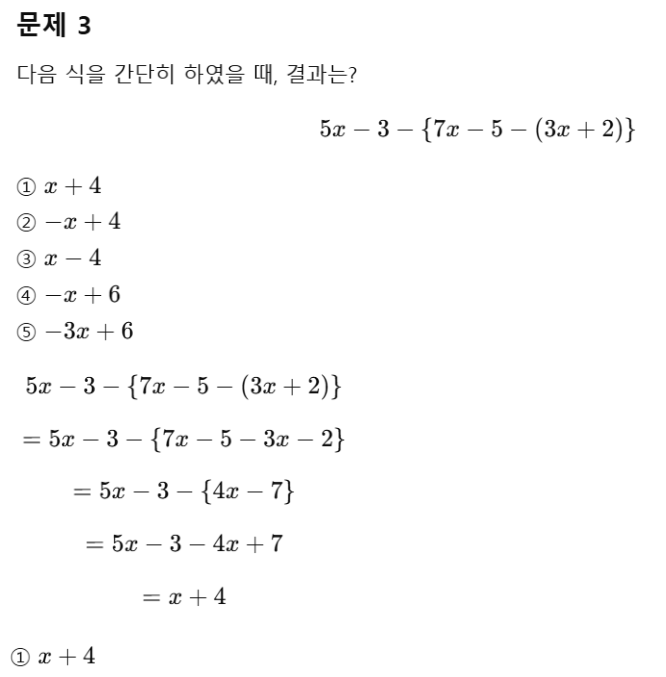 문제 3
다음 식을 간단히 하였을 때, 결과는?
5x − 3 − {7x − 5 − (3x + 2)}
① x + 4
② −x + 4
③ x − 4
④ −x + 6
⑤ −3x + 6
5x − 3 − {7x − 5 − (3x + 2)}
= 5x − 3 − {7x − 5 − 3x − 2}
= 5x − 3 − {4x − 7}
= 5x − 3 − 4x + 7
= x + 4
① x + 4